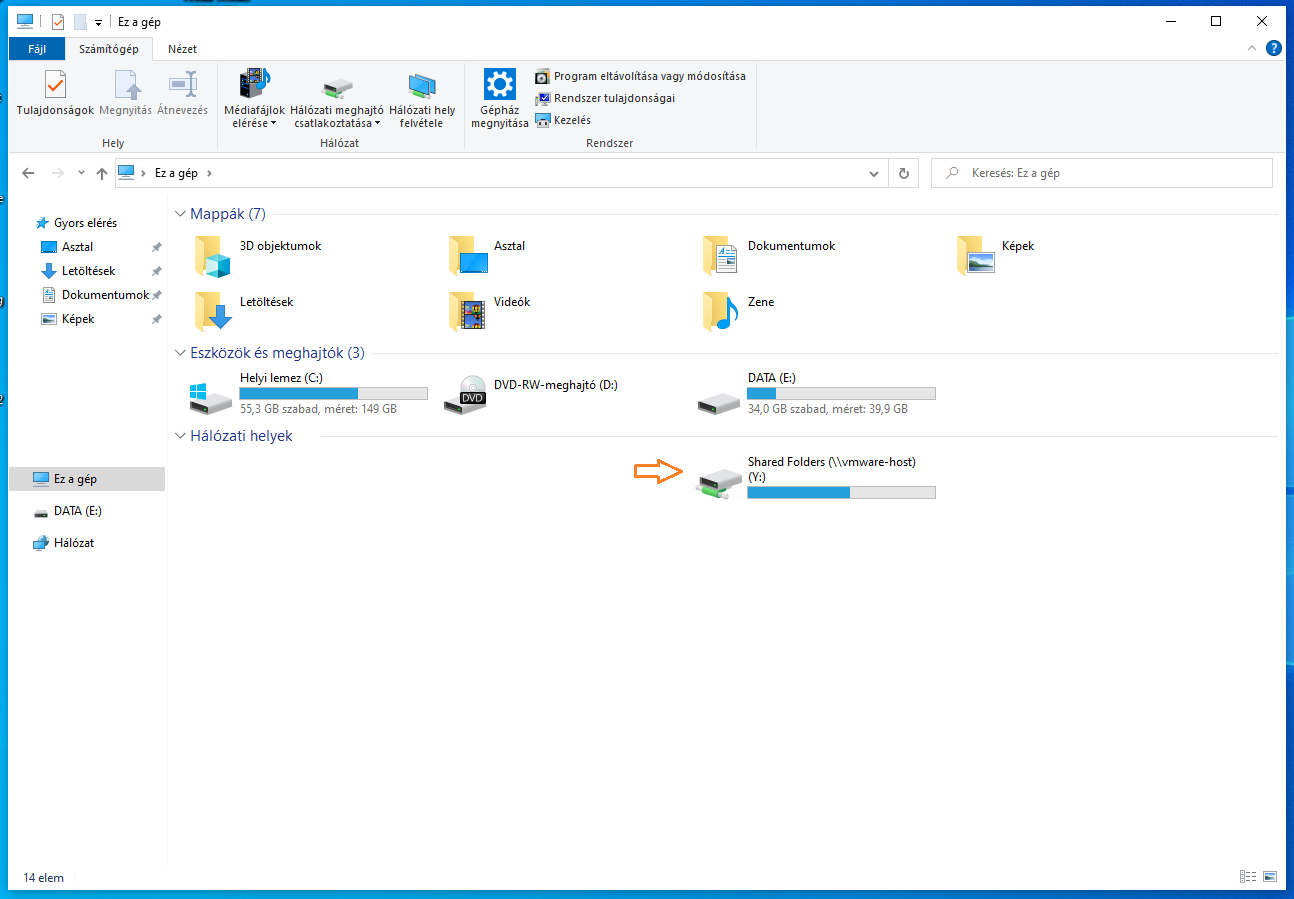 Ez a gép
Fájl
Számítógép
Nézet
Tulajdonságok
Megnyitás
Átnevezés
Médiafájlok
elérése
Hálózati meghajtó
csatlakoztatása
Hálózati hely
felvétele
Gépház
megnyitása
Program eltávolítása vagy módosítása
Rendszer tulajdonságai
Kezelés
Hely
Hálózat
Rendszer
Ez a gép
Keresés: Ez a gép
Gyors elérés
Asztal
Letöltések
Dokumentumok
Képek
Ez a gép
DATA (E:)
Hálózat
Mappák (7)
3D objektumok
Asztal
Dokumentumok
Képek
Letöltések
Videók
Zene
Eszközök és meghajtók (3)
Helyi lemez (C:)
55,3 GB szabad, méret: 149 GB
DVD
DVD-RW-meghajtó (D:)
DATA (E:)
34,0 GB szabad, méret: 39,9 GB
Hálózati helyek
Shared Folders (\\vmware-host)
(Y:)
14 elem